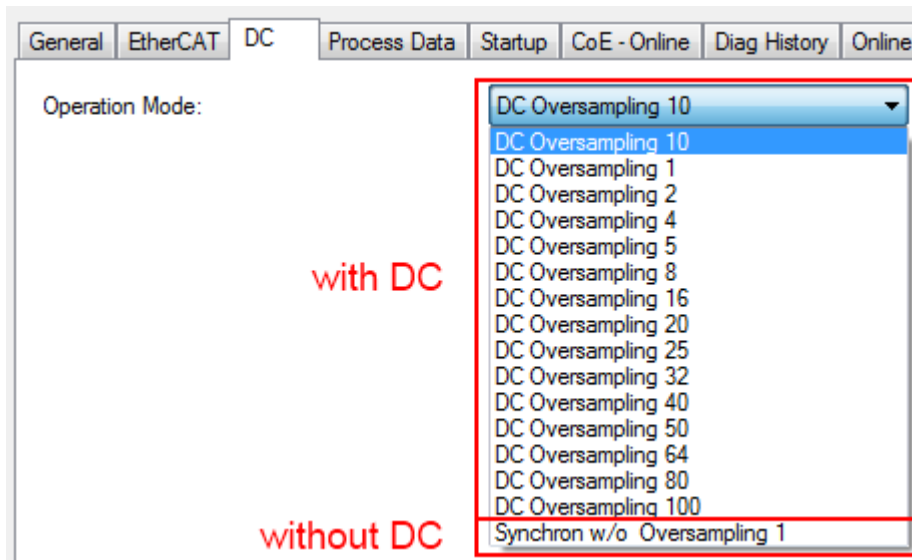 General EtherCAT DC Process Data Startup CoE - Online Diag History Online
Operation Mode: DC Oversampling 10
DC Oversampling 10
DC Oversampling 1
DC Oversampling 2
DC Oversampling 4
DC Oversampling 5
with DC DC Oversampling 8
DC Oversampling 16
DC Oversampling 20
DC Oversampling 25
DC Oversampling 32
DC Oversampling 40
DC Oversampling 50
DC Oversampling 64
DC Oversampling 80
DC Oversampling 100
without DC Synchron w/o Oversampling 1